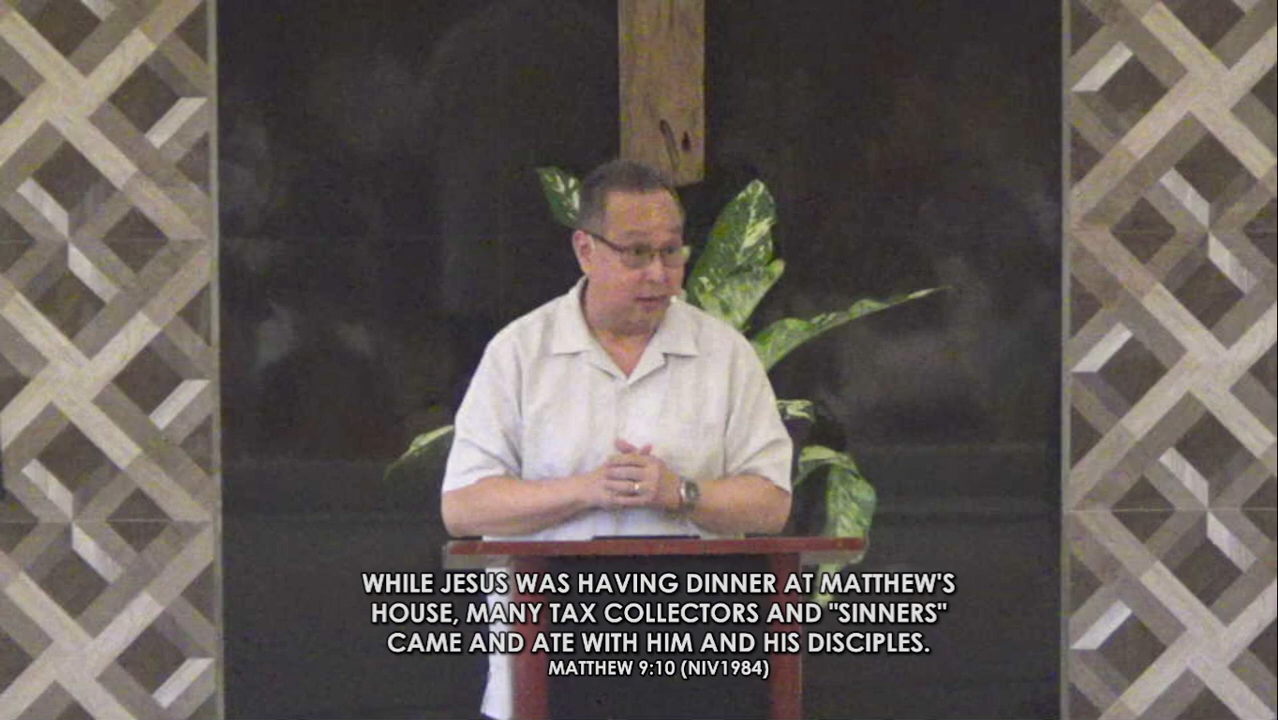 WHILE JESUS WAS HAVING DINNER AT MATTHEW'S
HOUSE, MANY TAX COLLECTORS AND "SINNERS"
CAME AND ATE WITH HIM AND HIS DISCIPLES.
MATTHEW 9:10 (NIV1984)